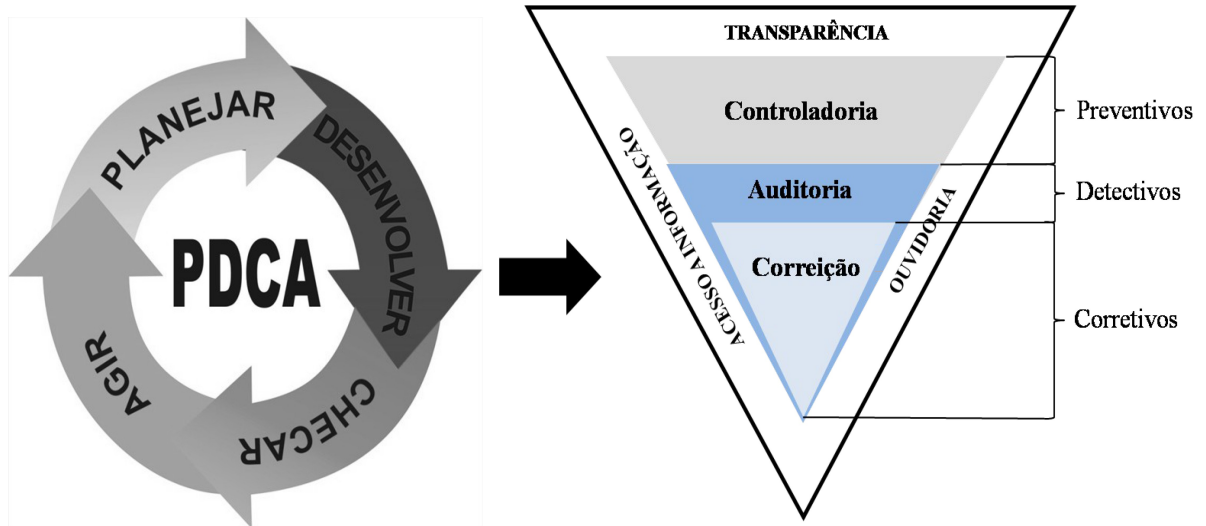 PLANEJAR
DESENVOLVER
CHECAR
AGIR
PDCA
TRANSPARÊNCIA
ACESSO A INFORMAÇÃO
OUVIDORIA
Controladoria
Auditoria
Correição
Preventivos
Detectivos
Corretivos